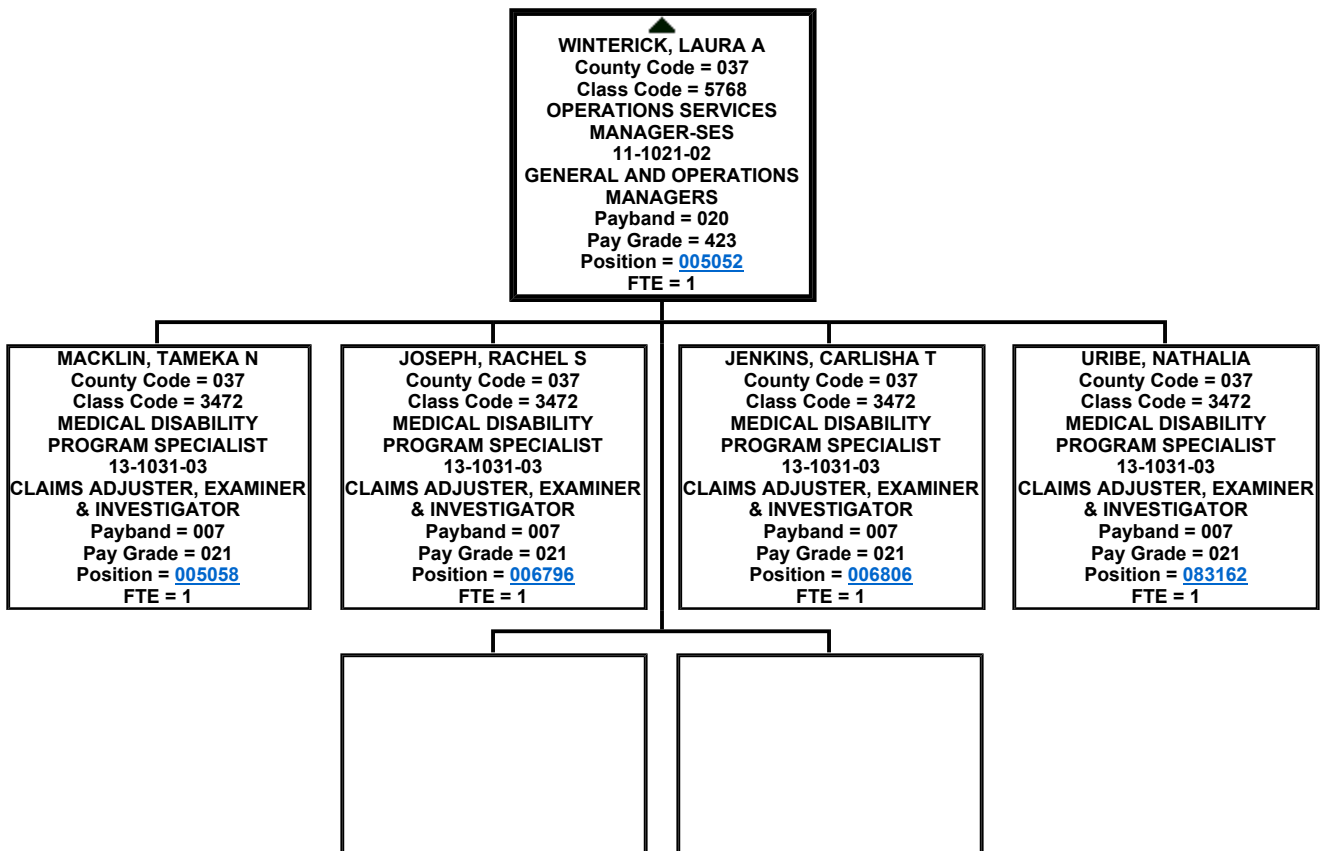 WINTERICK, LAURA A
County Code = 037
Class Code = 5768
OPERATIONS SERVICES
MANAGER-SES
11-1021-02
GENERAL AND OPERATIONS
MANAGERS
Payband = 020
Pay Grade = 423
Position = 005052
FTE = 1
MACKLIN, TAMEKA N
County Code = 037
Class Code = 3472
MEDICAL DISABILITY
PROGRAM SPECIALIST
13-1031-03
CLAIMS ADJUSTER, EXAMINER
& INVESTIGATOR
Payband = 007
Pay Grade = 021
Position = 005058
FTE = 1
JOSEPH, RACHEL S
County Code = 037
Class Code = 3472
MEDICAL DISABILITY
PROGRAM SPECIALIST
13-1031-03
CLAIMS ADJUSTER, EXAMINER
& INVESTIGATOR
Payband = 007
Pay Grade = 021
Position = 006796
FTE = 1
JENKINS, CARLISHA T
County Code = 037
Class Code = 3472
MEDICAL DISABILITY
PROGRAM SPECIALIST
13-1031-03
CLAIMS ADJUSTER, EXAMINER
& INVESTIGATOR
Payband = 007
Pay Grade = 021
Position = 006806
FTE = 1
URIBE, NATHALIA
County Code = 037
Class Code = 3472
MEDICAL DISABILITY
PROGRAM SPECIALIST
13-1031-03
CLAIMS ADJUSTER, EXAMINER
& INVESTIGATOR
Payband = 007
Pay Grade = 021
Position = 083162
FTE = 1